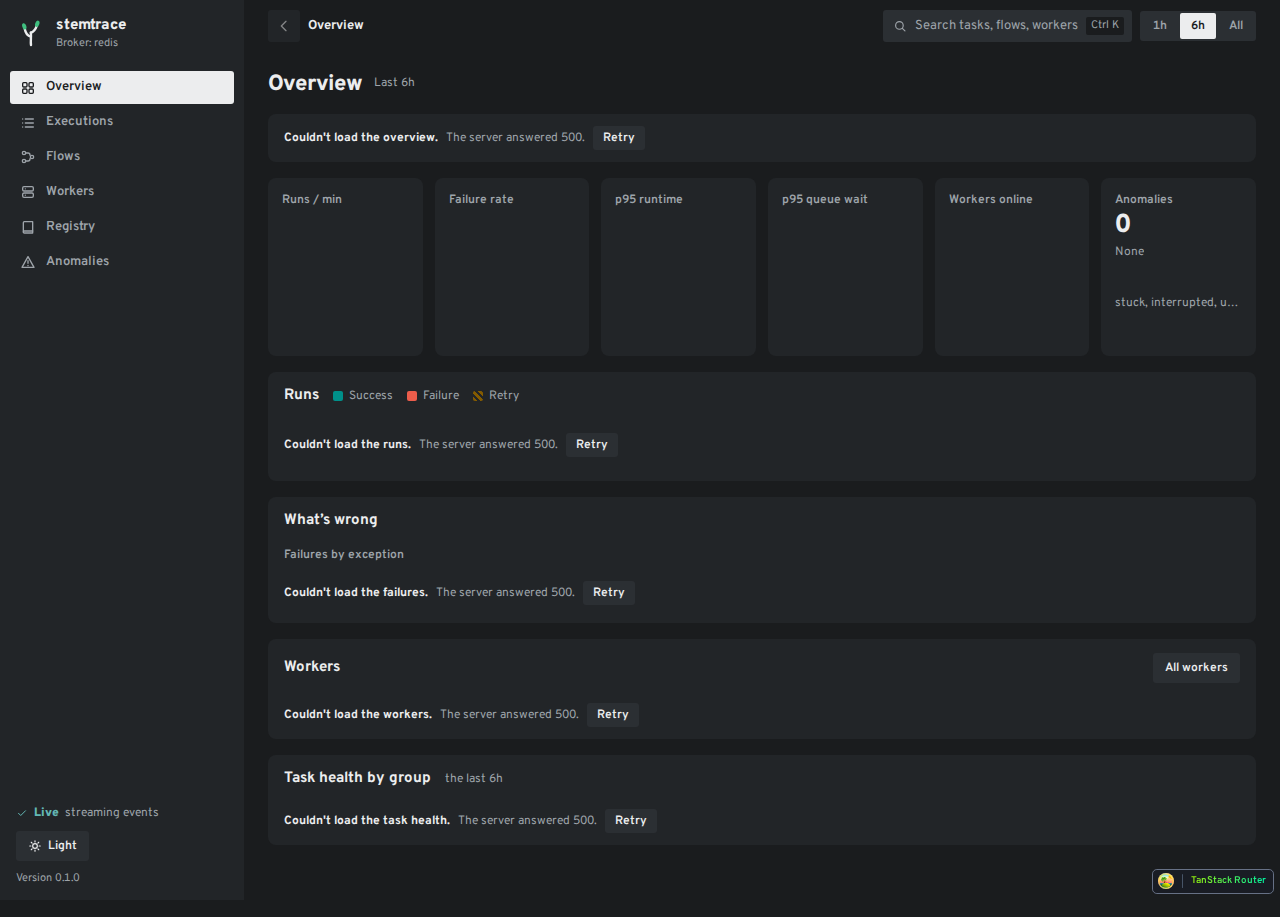 stemtrace
Broker: redis
Overview
Executions
Flows
Workers
Registry
Anomalies
Live streaming events
Light
Version 0.1.0
Overview
Search tasks, flows, workers Ctrl K
1h 6h All
Overview Last 6h
Couldn't load the overview. The server answered 500. Retry
Runs / min
Failure rate
p95 runtime
p95 queue wait
Workers online
Anomalies
0
None
stuck, interrupted, u...
Runs Success Failure Retry
Couldn't load the runs. The server answered 500. Retry
What's wrong
Failures by exception
Couldn't load the failures. The server answered 500. Retry
Workers All workers
Couldn't load the workers. The server answered 500. Retry
Task health by group the last 6h
Couldn't load the task health. The server answered 500. Retry
TanStack Router